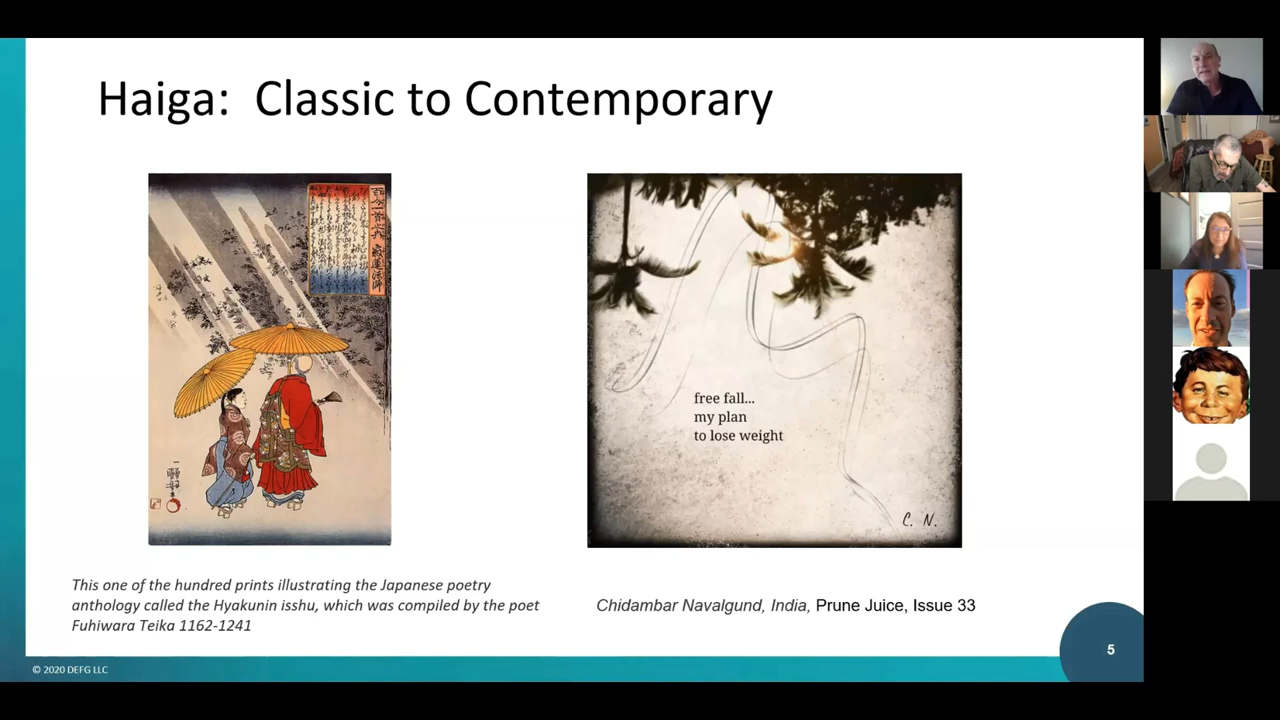 Haiga: Classic to Contemporary
free fall...
my plan
to lose weight
C. N.
This one of the hundred prints illustrating the Japanese poetry
anthology called the Hyakunin isshu, which was compiled by the poet
Fuhiwara Teika 1162-1241
Chidambar Navalgund, India, Prune Juice, Issue 33
5
© 2020 DEFG LLC